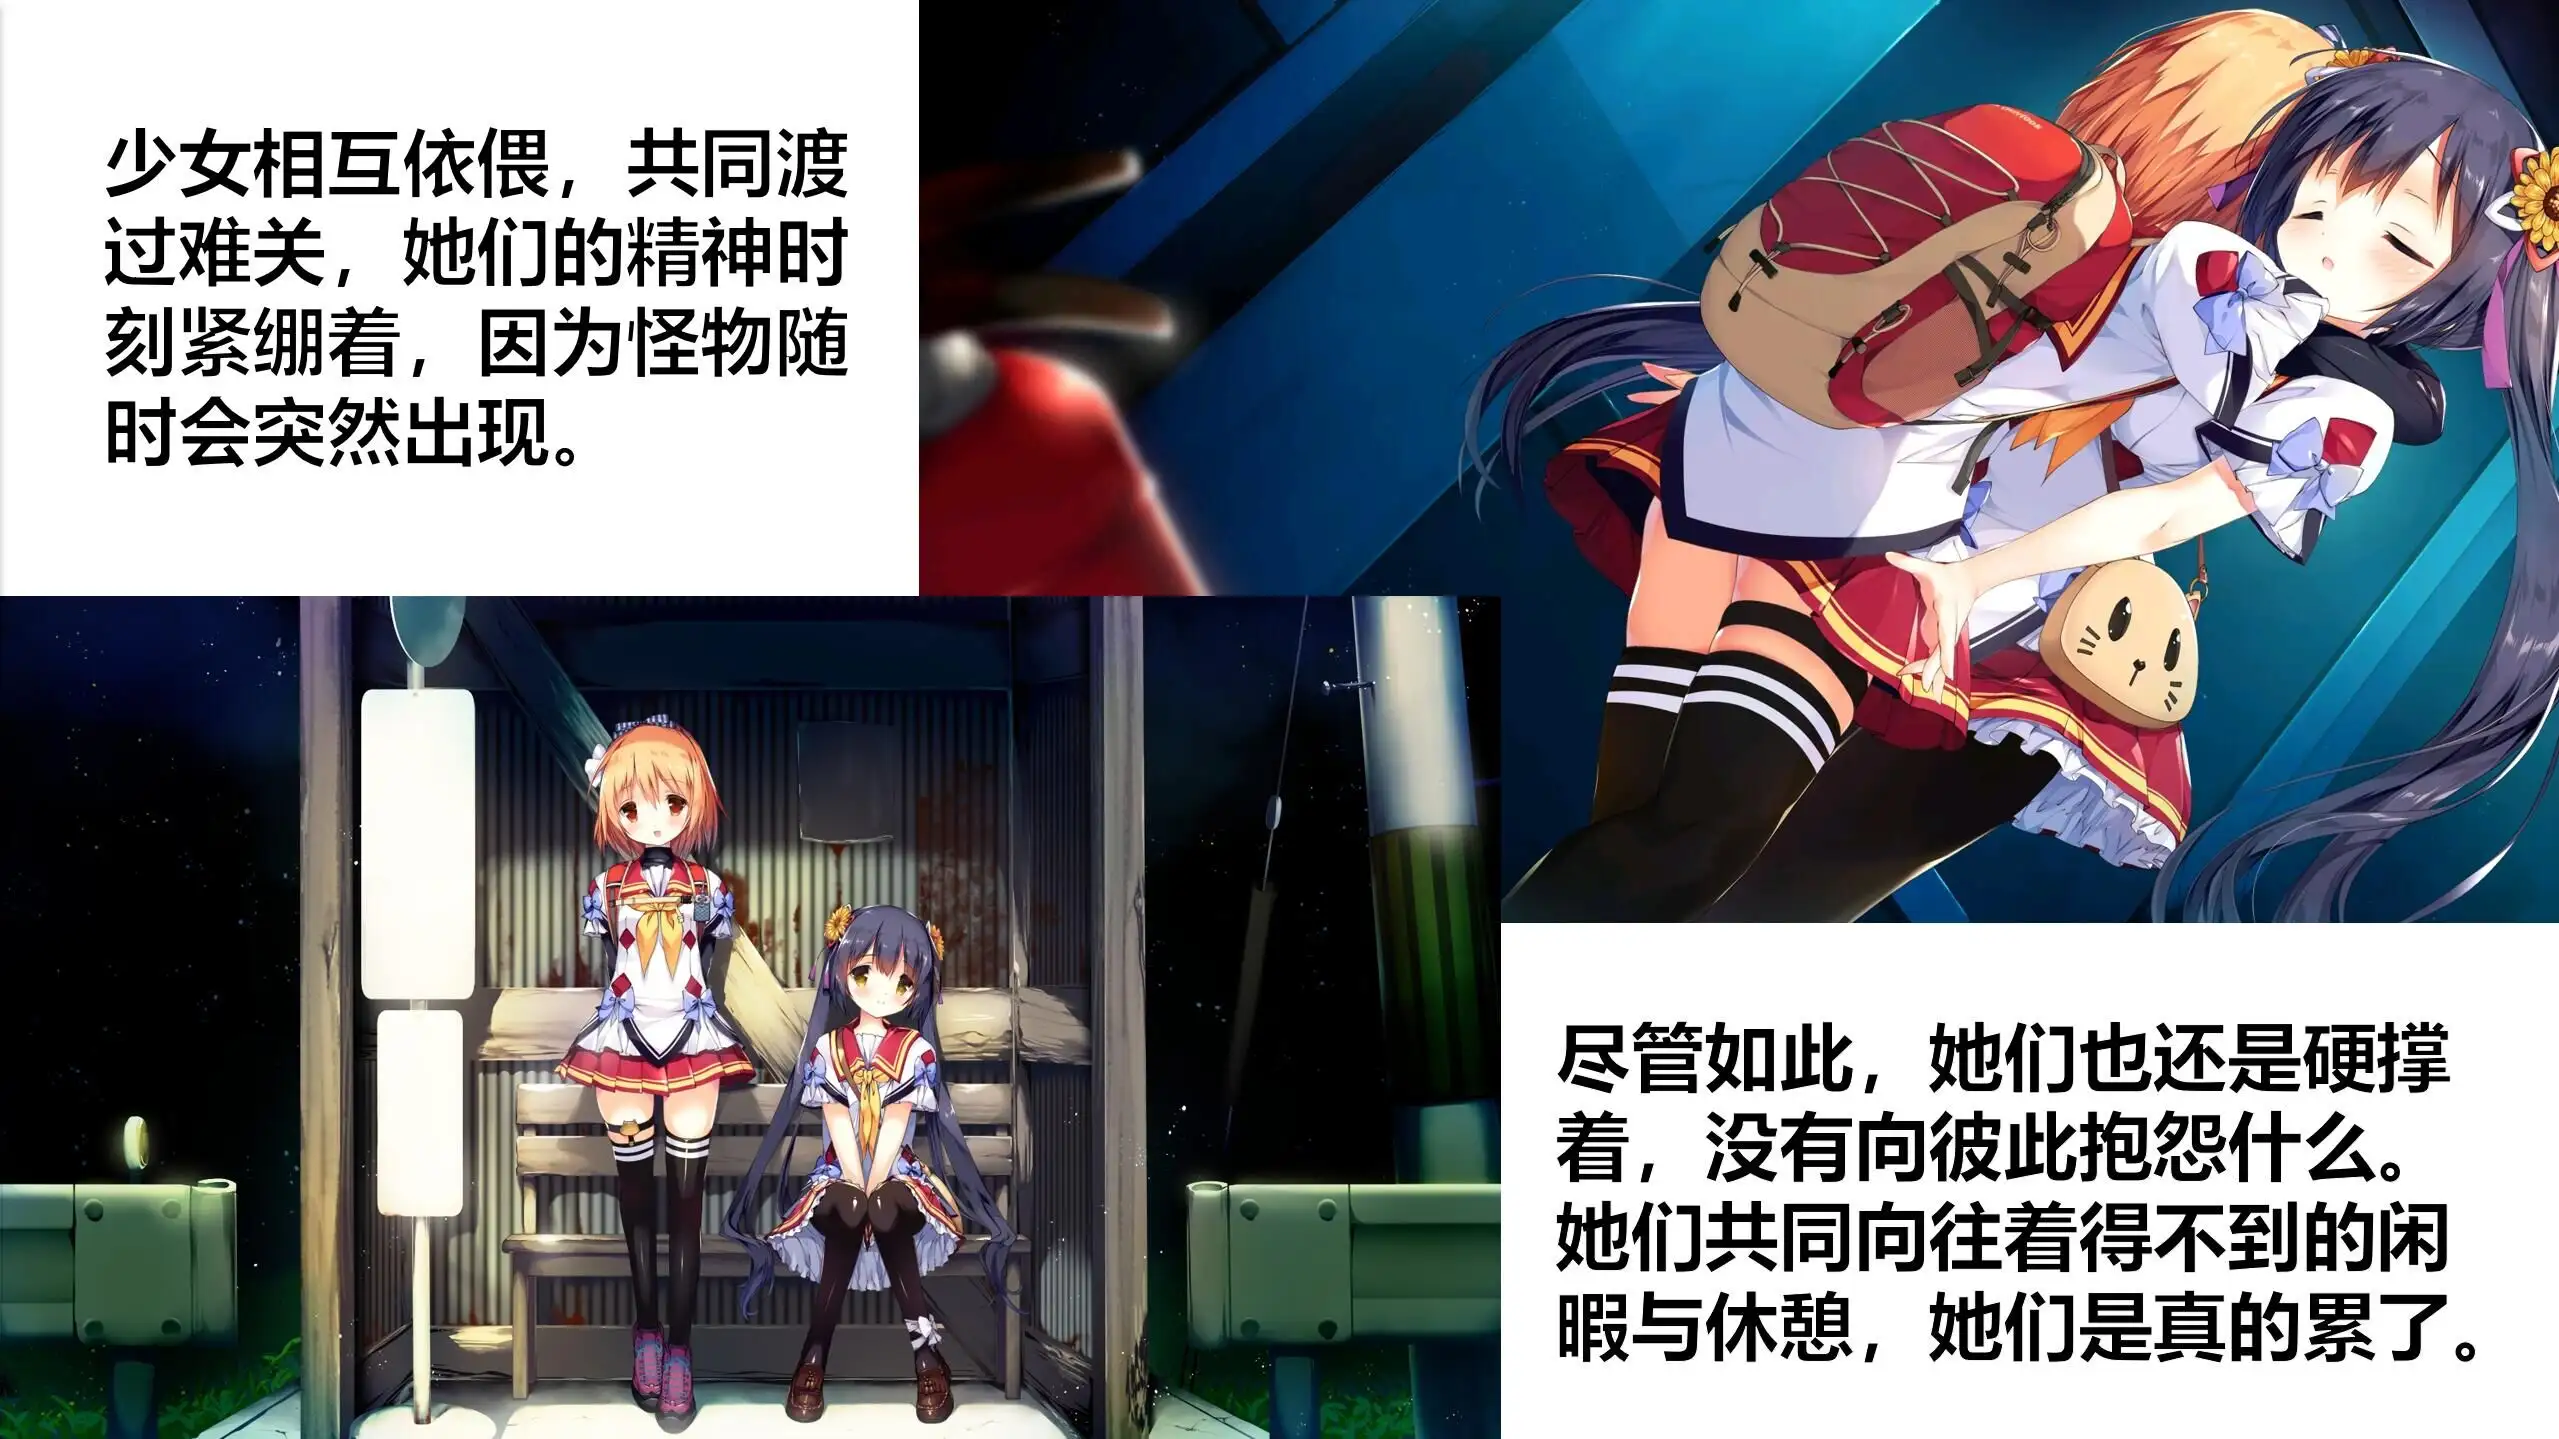 少女相互依偎，共同渡
过难关，她们的精神时
刻紧绷着，因为怪物随
时会突然出现。
尽管如此，她们也还是硬撑
着，没有向彼此抱怨什么。
她们共同向往着得不到的闲
暇与休憩，她们是真的累了。